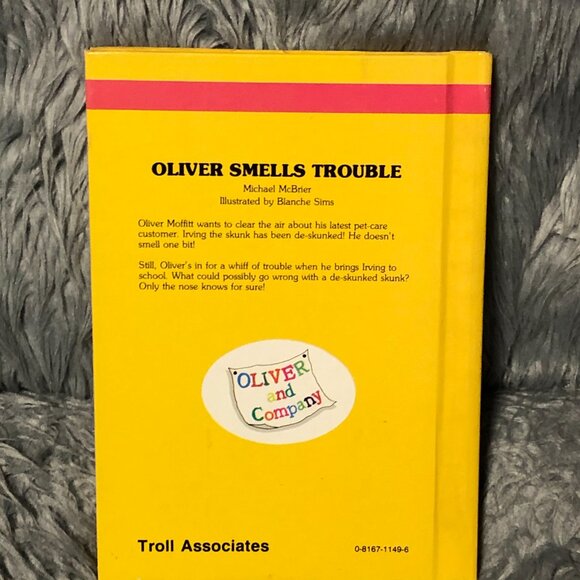 OLIVER SMELLS TROUBLE
Michael McBrier
Illustrated by Blanche Sims
Oliver Moffitt wants to clear the air about his latest pet-care
customer. Irving the skunk has been de-skunked! He doesn't
smell one bit!
Still, Oliver's in for a whiff of trouble when he brings Irving to
school. What could possibly go wrong with a de-skunked skunk?
Only the nose knows for sure!
OLIVER
and
Company
Troll Associates
0-8167-1149-6